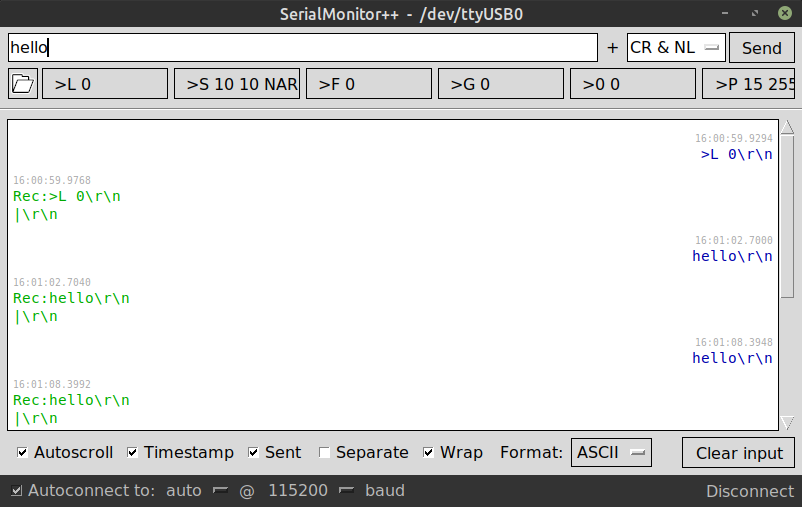 SerialMonitor++ - /dev/ttyUSB0
hello + CR & NL Send
>L 0 >S 10 10 NAR >F 0 >G 0 >0 0 >P 15 255
16:00:59.9294
>L 0\r\n
16:00:59.9768
Rec:>L 0\r\n
|\r\n
16:01:02.7000
hello\r\n
16:01:02.7040
Rec:hello\r\n
|\r\n
16:01:08.3948
hello\r\n
16:01:08.3992
Rec:hello\r\n
|\r\n
Autoscroll Timestamp Sent Separate Wrap Format: ASCII Clear input
Autoconnect to: auto @ 115200 baud Disconnect